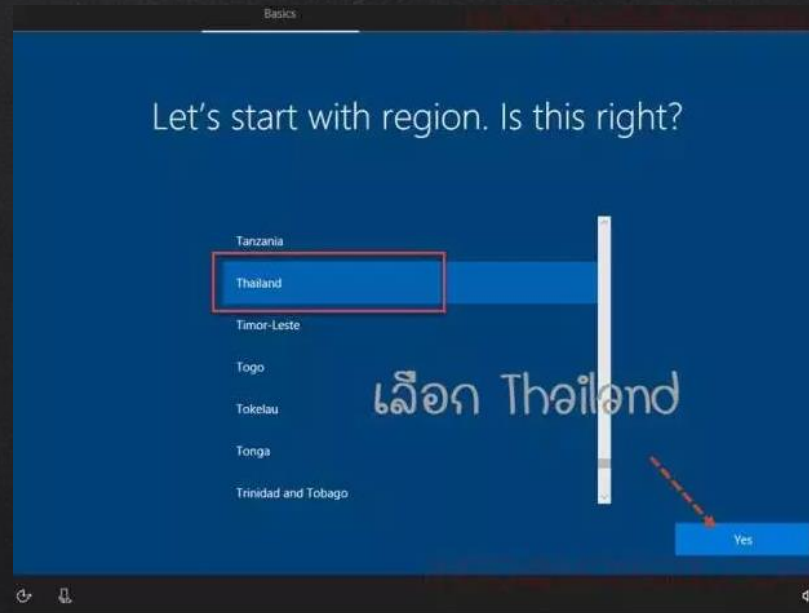 Basics
Let's start with region. Is this right?
Tanzania
Thailand
Timor-Leste
Togo
เลือก Thailand
Tokelau
Tonga
Trinidad and Tobago
Yes